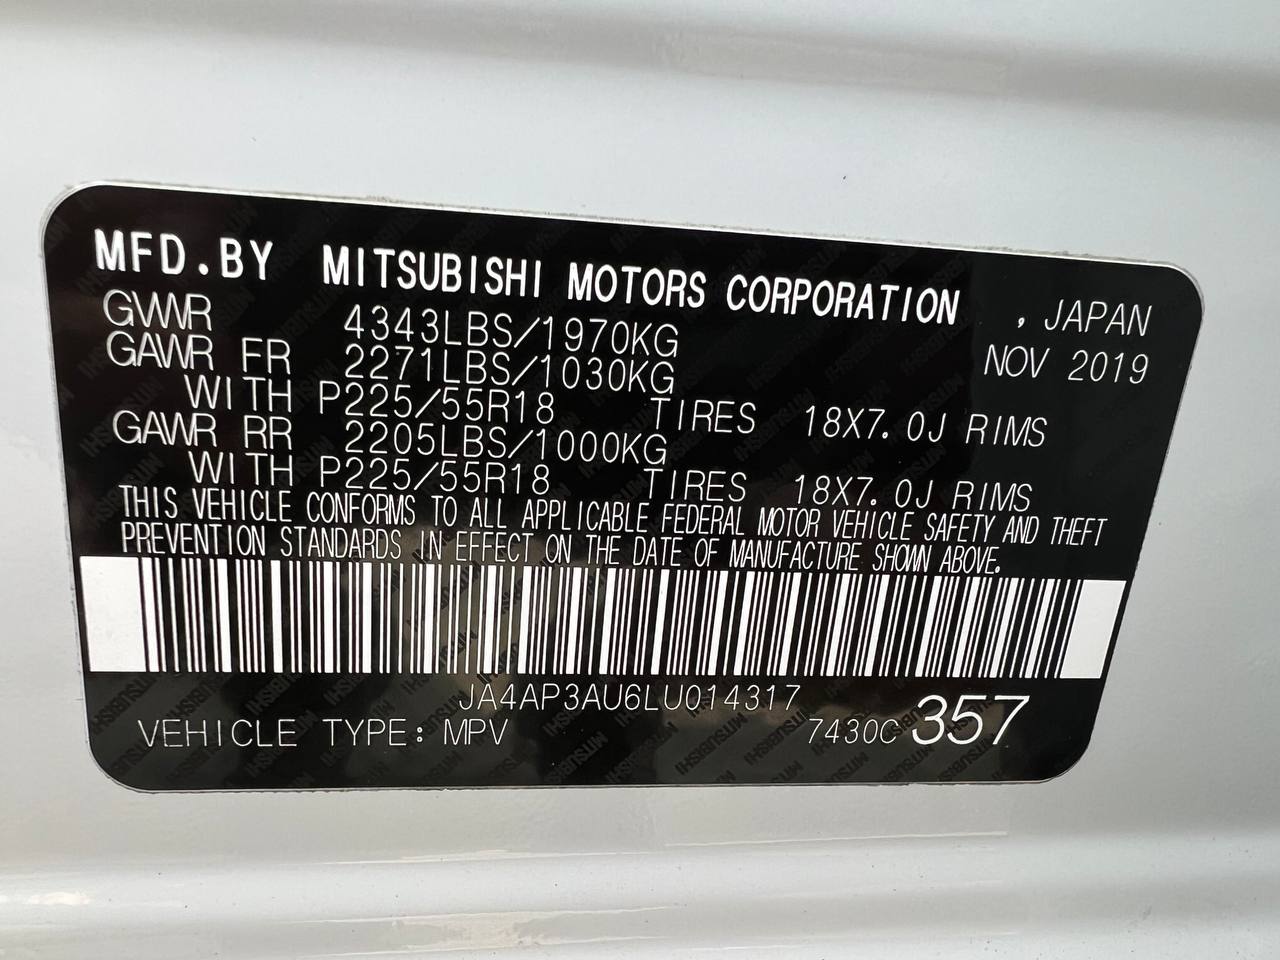 MFD.BY MITSUBISHI MOTORS CORPORATION , JAPAN
GVWR 4343LBS/1970KG NOV 2019
GAWR FR 2271LBS/1030KG
WITH P225/55R18 TIRES 18X7.0J RIMS
GAWR RR 2205LBS/1000KG
WITH P225/55R18 TIRES 18X7.0J RIMS
THIS VEHICLE CONFORMS TO ALL APPLICABLE FEDERAL MOTOR VEHICLE SAFETY AND THEFT
PREVENTION STANDARDS IN EFFECT ON THE DATE OF MANUFACTURE SHOWN ABOVE.
JA4AP3AU6LU014317
VEHICLE TYPE: MPV 7430C 357